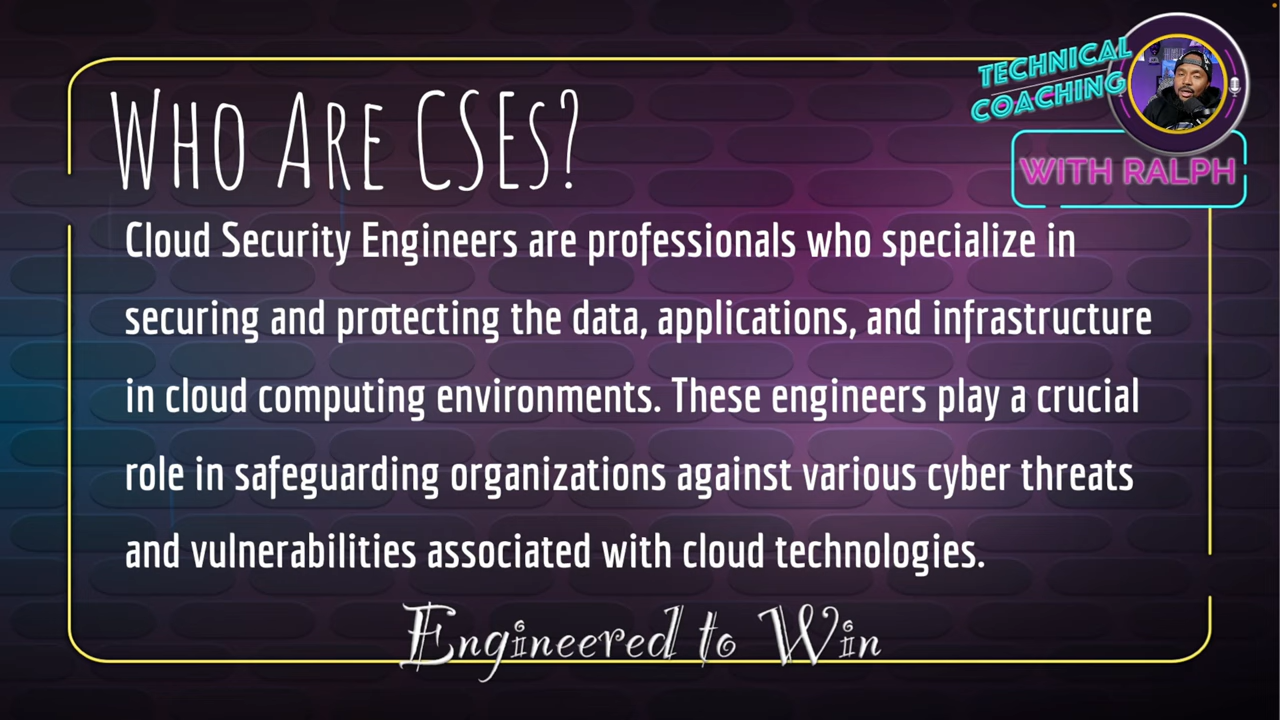 TECHNICAL
COACHING
WITH RALPH
Who Are CSEs?
Cloud Security Engineers are professionals who specialize in
securing and protecting the data, applications, and infrastructure
in cloud computing environments. These engineers play a crucial
role in safeguarding organizations against various cyber threats
and vulnerabilities associated with cloud technologies.
Engineered to Win